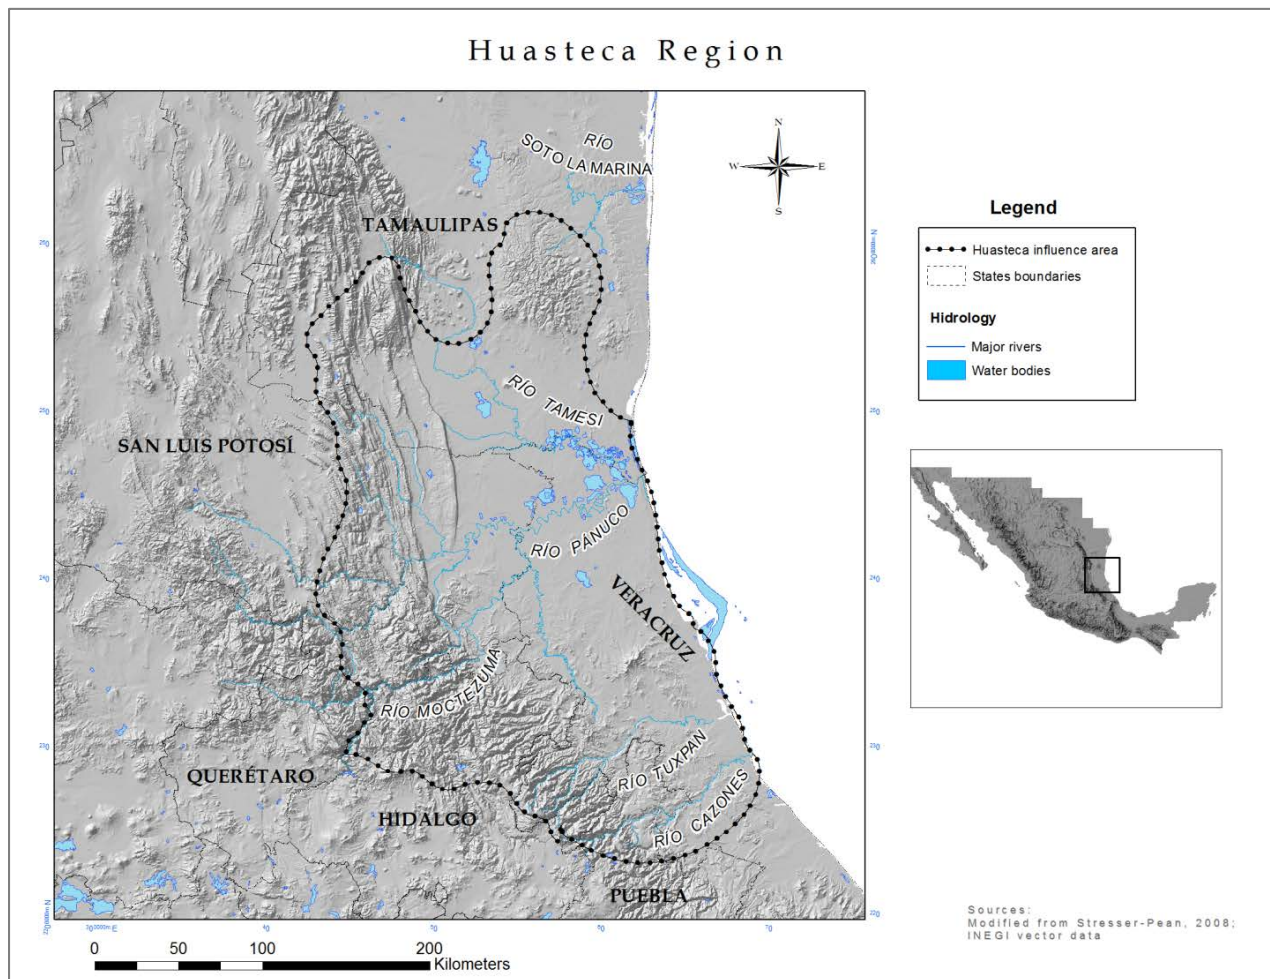 Huasteca Region
N
W
E
S
RÍO
SOTO LA MARINA
TAMAULIPAS
RÍO TAMESI
SAN LUIS POTOSÍ
RÍO PÁNUCO
VERACRUZ
RÍO MOCTEZUMA
QUERÉTARO
RÍO TUXPAN
HIDALGO
RÍO CAZONES
PUEBLA
0 50 100 200
Kilometers
Legend
Huasteca influence area
States boundaries
Hidrology
Major rivers
Water bodies
Sources:
Modified from Stresser-Pean, 2008;
INEGI vector data